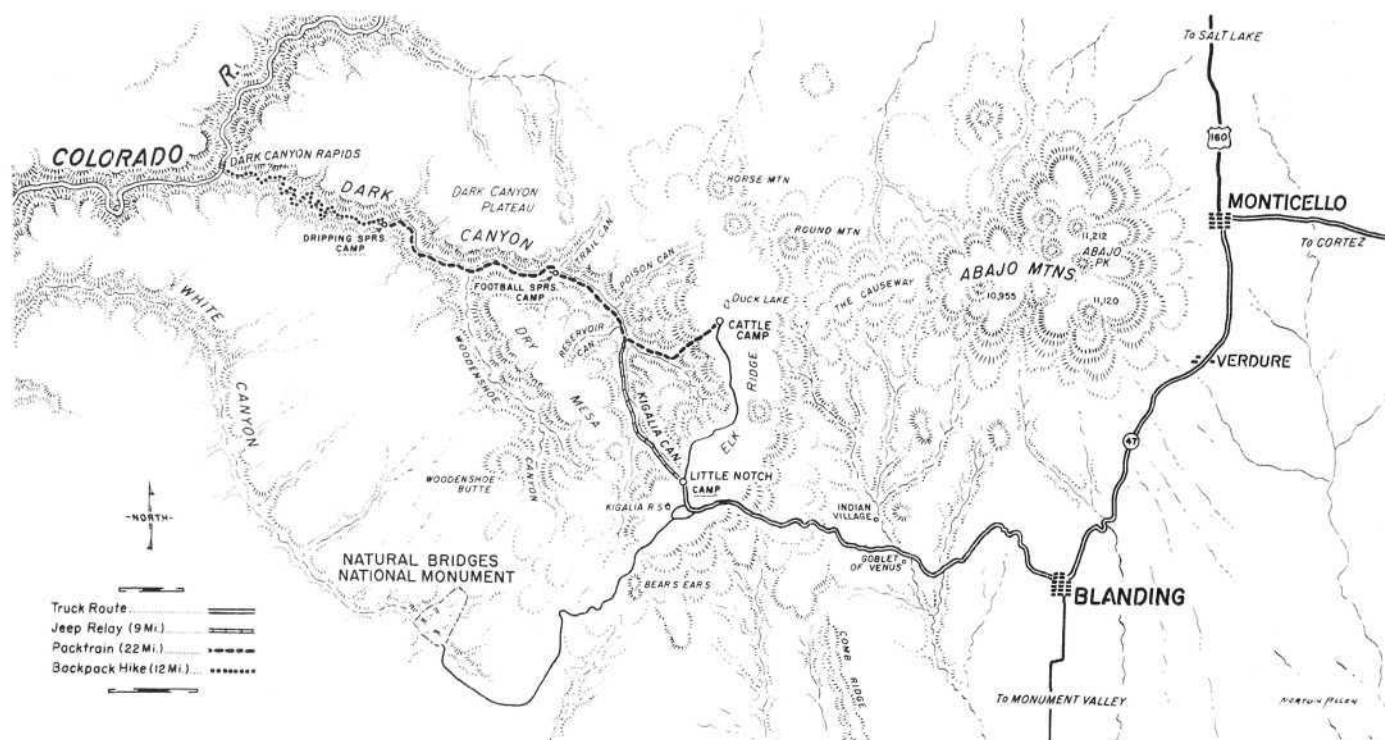 To SALT LAKE
160
COLORADO R.
DARK CANYON RAPIDS
DARK CANYON
DARK CANYON
PLATEAU
HORSE MTN
ROUND MTN
MONTICELLO
To CORTEZ
DRIPPING SPRS.
CAMP
TRAIL CAN
POISON CAN
11,212
ABAJO
PK
ABAJO MTNS.
10,955
11,120
FOOTBALL SPRS.
CAMP
DUCK LAKE
THE CAUSEWAY
WHITE CANYON
RESERVOIR
CAN
CATTLE
CAMP
DRY MESA
WOODENSHOE CANYON
ELK RIDGE
VERDURE
KIGALIA CAN
47
WOODENSHOE
BUTTE
LITTLE NOTCH
CAMP
KIGALIA R.S.
INDIAN
VILLAGE
-NORTH-
GOBLET
OF VENUS
NATURAL BRIDGES
NATIONAL MONUMENT
BEARS EARS
BLANDING
Truck Route
Jeep Relay (9 Mi.)
Packtrain (22 Mi.)
Backpack Hike (12 Mi.)
COMB RIDGE
To MONUMENT VALLEY
NORTON ALLEN